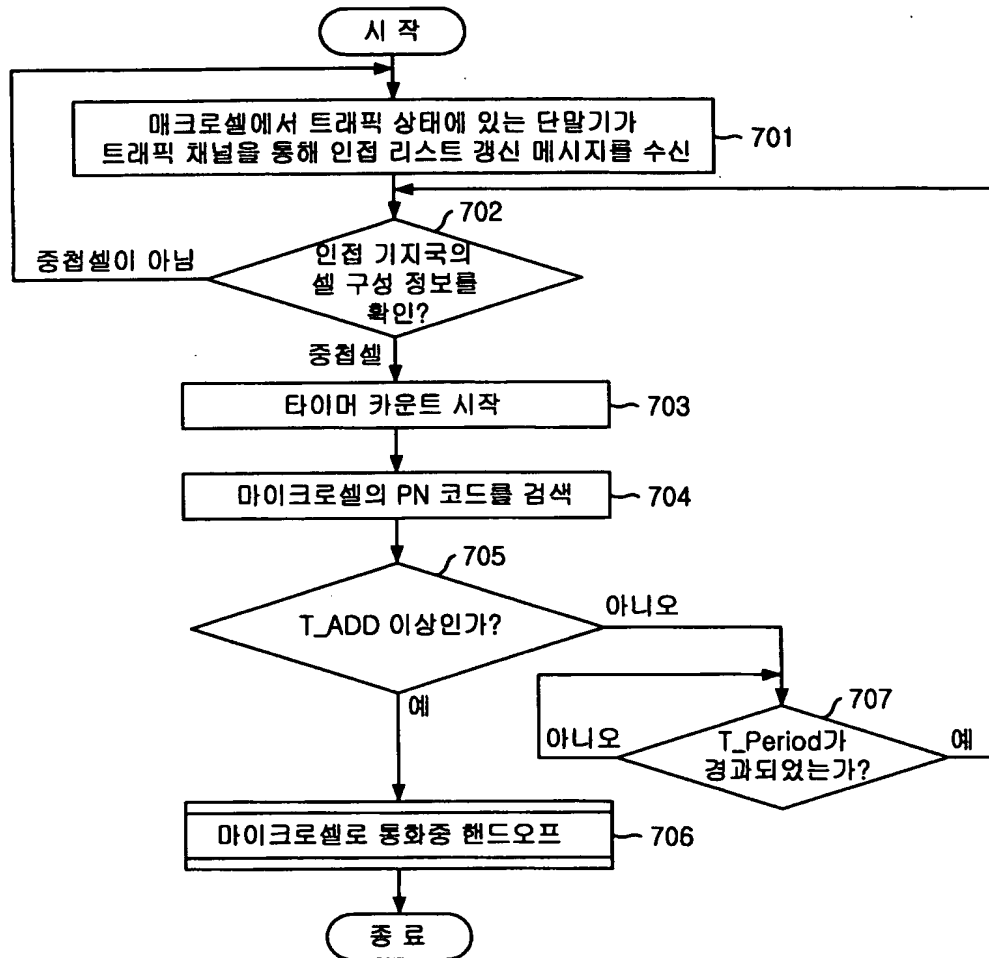 시 작
매크로셀에서 트래픽 상태에 있는 단말기가
트래픽 채널을 통해 인접 리스트 갱신 메시지를 수신
701
702
인접 기지국의
셀 구성 정보를
확인?
중첩셀이 아님
중첩셀
타이머 카운트 시작
703
마이크로셀의 PN 코드를 검색
704
705
T_ADD 이상인가?
아니오
예
707
T_Period가
경과되었는가?
아니오
예
마이크로셀로 통화중 핸드오프
706
종 료